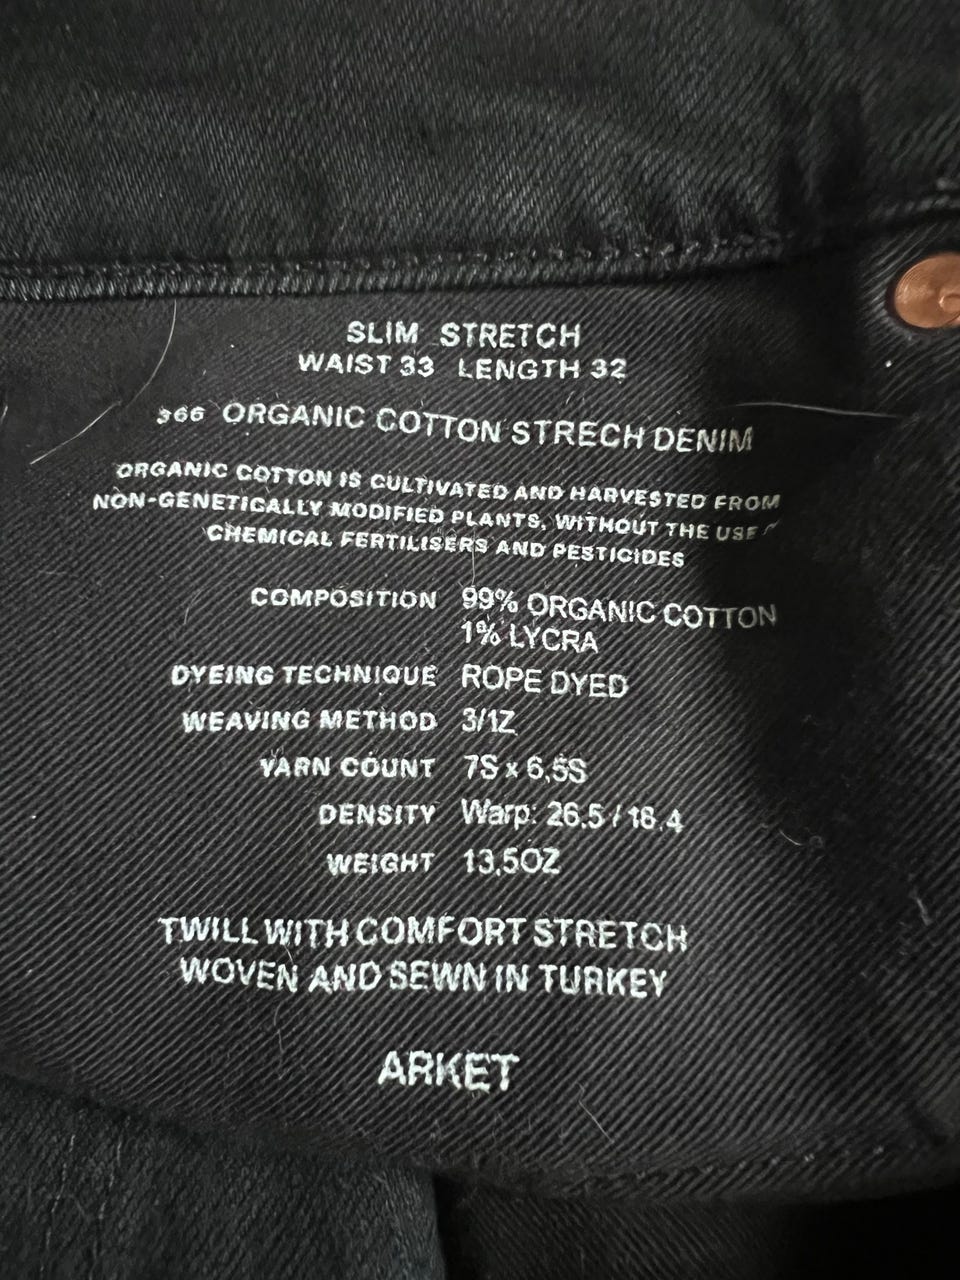 SLIM STRETCH
WAIST 33 LENGTH 32
366 ORGANIC COTTON STRECH DENIM
ORGANIC COTTON IS CULTIVATED AND HARVESTED FROM
NON-GENETICALLY MODIFIED PLANTS, WITHOUT THE USE
CHEMICAL FERTILISERS AND PESTICIDES
COMPOSITION 99% ORGANIC COTTON
1% LYCRA
DYEING TECHNIQUE ROPE DYED
WEAVING METHOD 3/1Z
YARN COUNT 7S x 6,5S
DENSITY Warp: 26.5 / 16.4
WEIGHT 13,5OZ
TWILL WITH COMFORT STRETCH
WOVEN AND SEWN IN TURKEY
ARKET